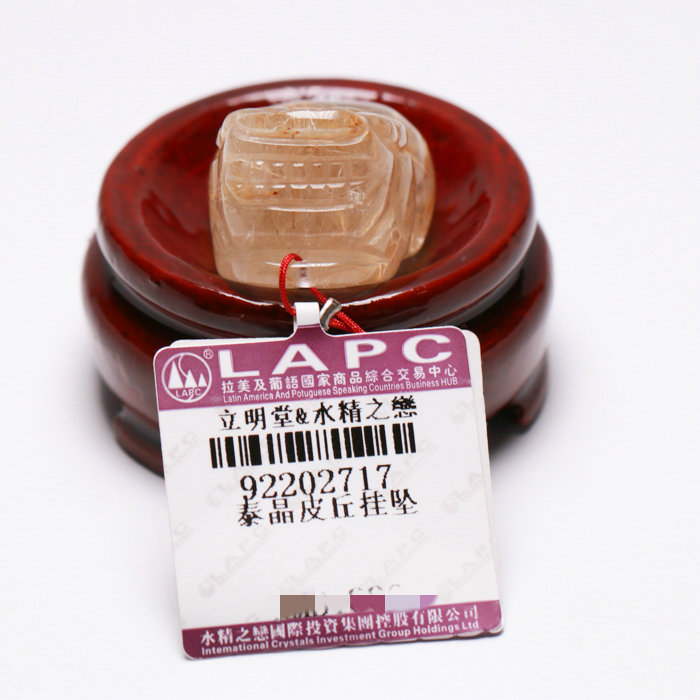 LAPC ® LAPC
拉美及葡語國家商品綜合交易中心
Latin America And Potuguese Speaking Countries Business HUB
立明堂&水精之戀
92202717
泰晶皮丘挂坠
水精之戀國際投資集團控股有限公司
International Crystals Investment Group Holdings Ltd